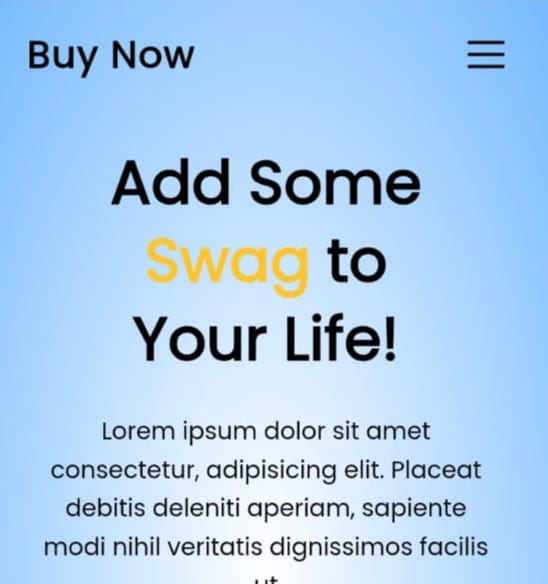 Buy Now
Add Some
Swag to
Your Life!
Lorem ipsum dolor sit amet
consectetur, adipisicing elit. Placeat
debitis deleniti aperiam, sapiente
modi nihil veritatis dignissimos facilis
ut